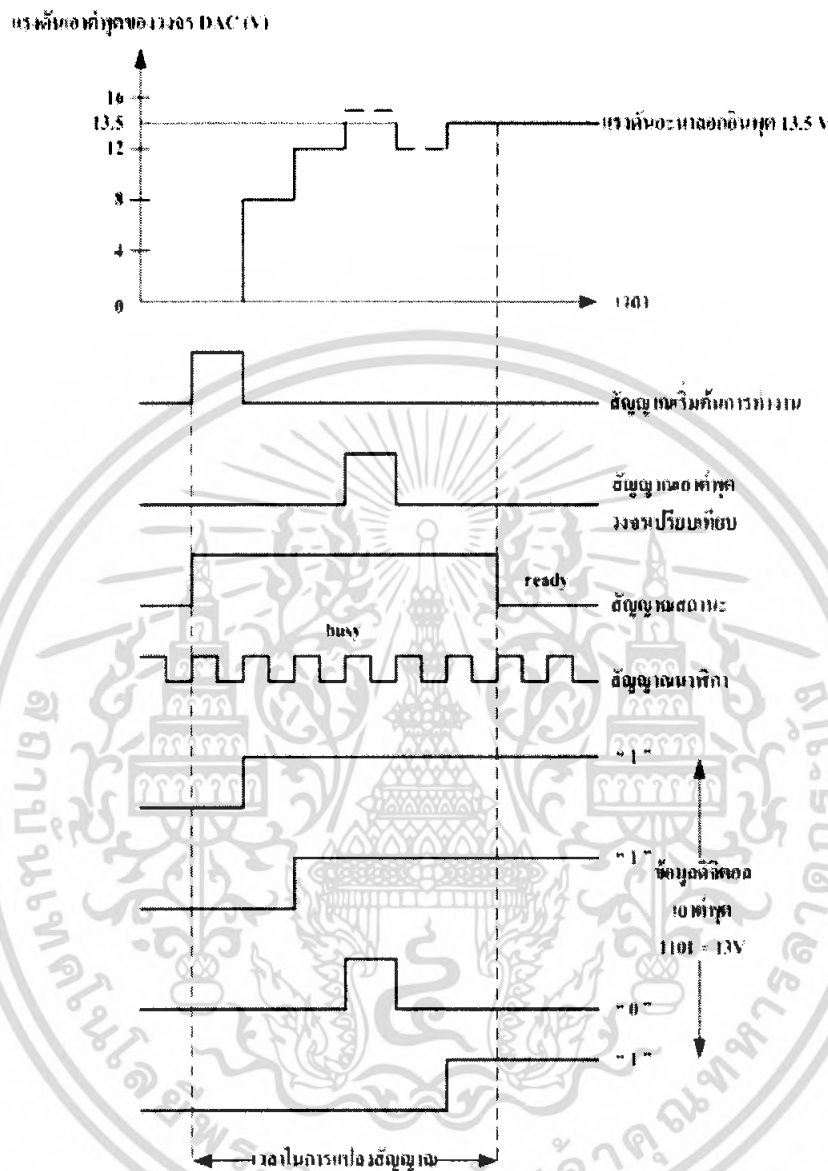 แรงดันเอาต์พุตของวงจร DAC (V)
16
13.5
แรงดันอะนาลอกอินพุต 13.5 V
12
8
4
0
เวลา
สัญญาณเริ่มต้นการทำงาน
สัญญาณเอาต์พุต
วงจรเปรียบเทียบ
ready
สัญญาณสถานะ
busy
สัญญาณนาฬิกา
"1"
"1"
ข้อมูลดิจิตอล
เอาต์พุต
1101 = 13V
"0"
"1"
เวลาในการแปลงสัญญาณ